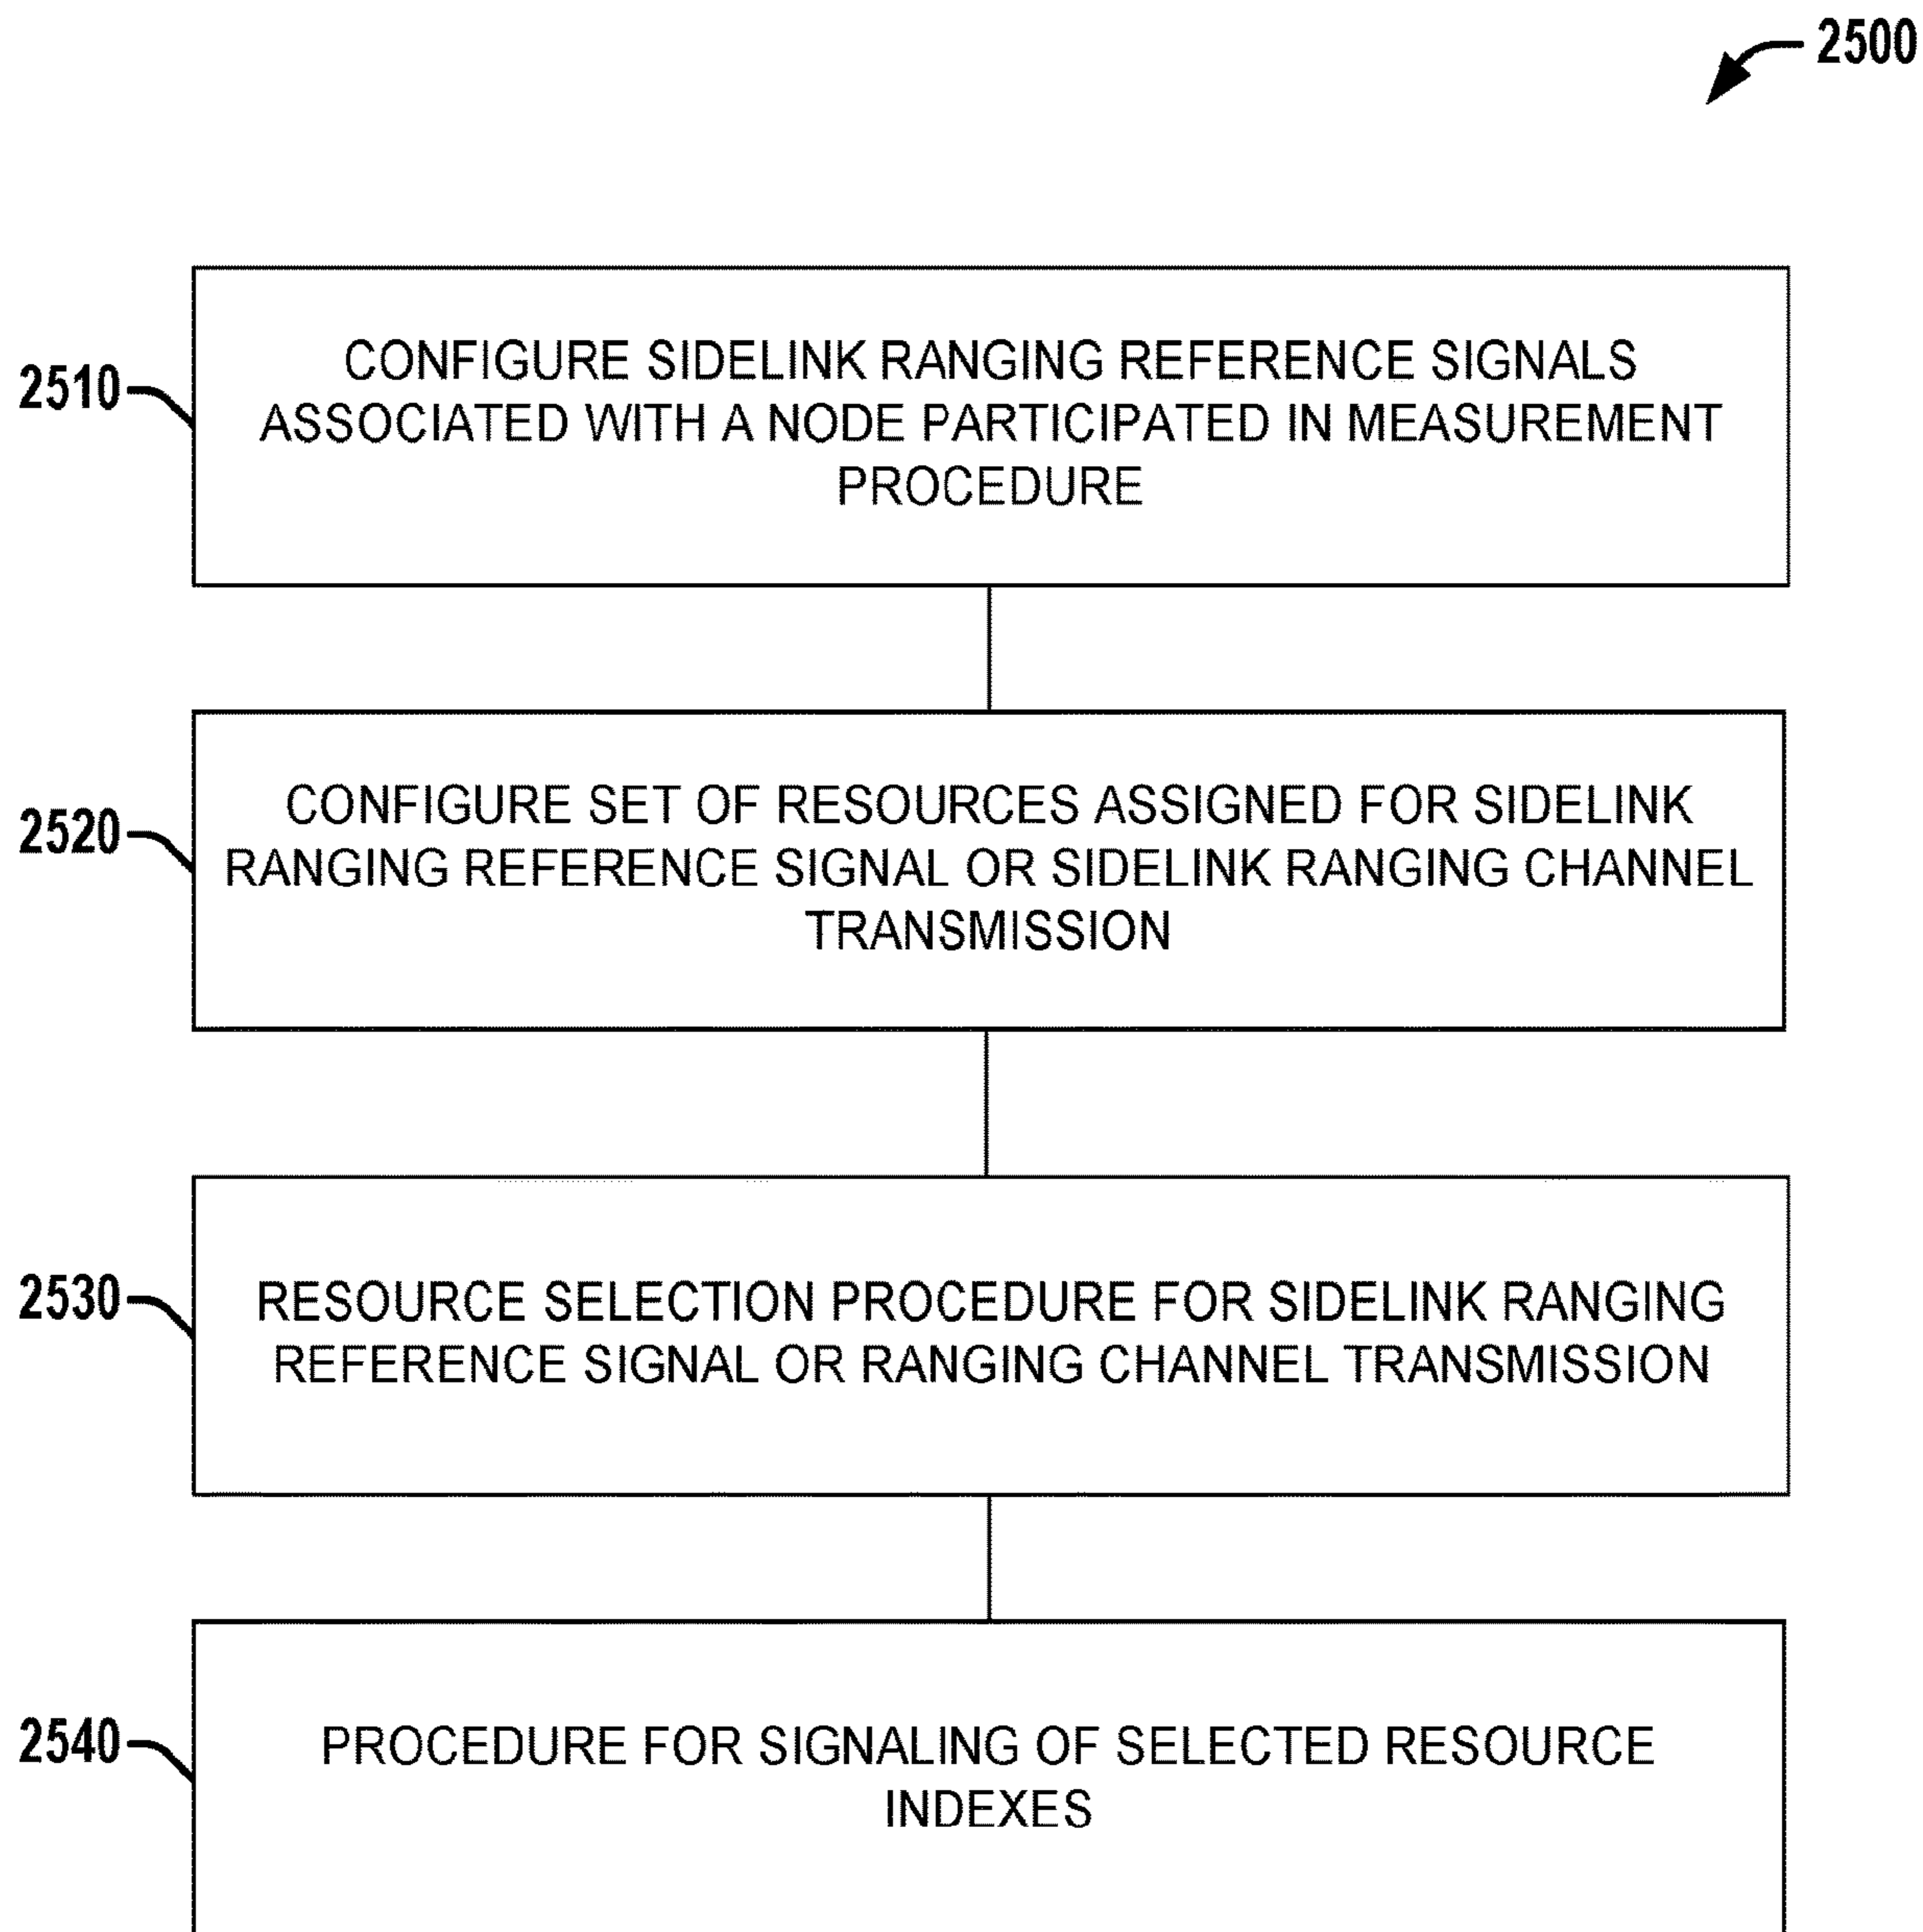 2500
2510
CONFIGURE SIDELINK RANGING REFERENCE SIGNALS
ASSOCIATED WITH A NODE PARTICIPATED IN MEASUREMENT
PROCEDURE
2520
CONFIGURE SET OF RESOURCES ASSIGNED FOR SIDELINK
RANGING REFERENCE SIGNAL OR SIDELINK RANGING CHANNEL
TRANSMISSION
2530
RESOURCE SELECTION PROCEDURE FOR SIDELINK RANGING
REFERENCE SIGNAL OR RANGING CHANNEL TRANSMISSION
2540
PROCEDURE FOR SIGNALING OF SELECTED RESOURCE
INDEXES